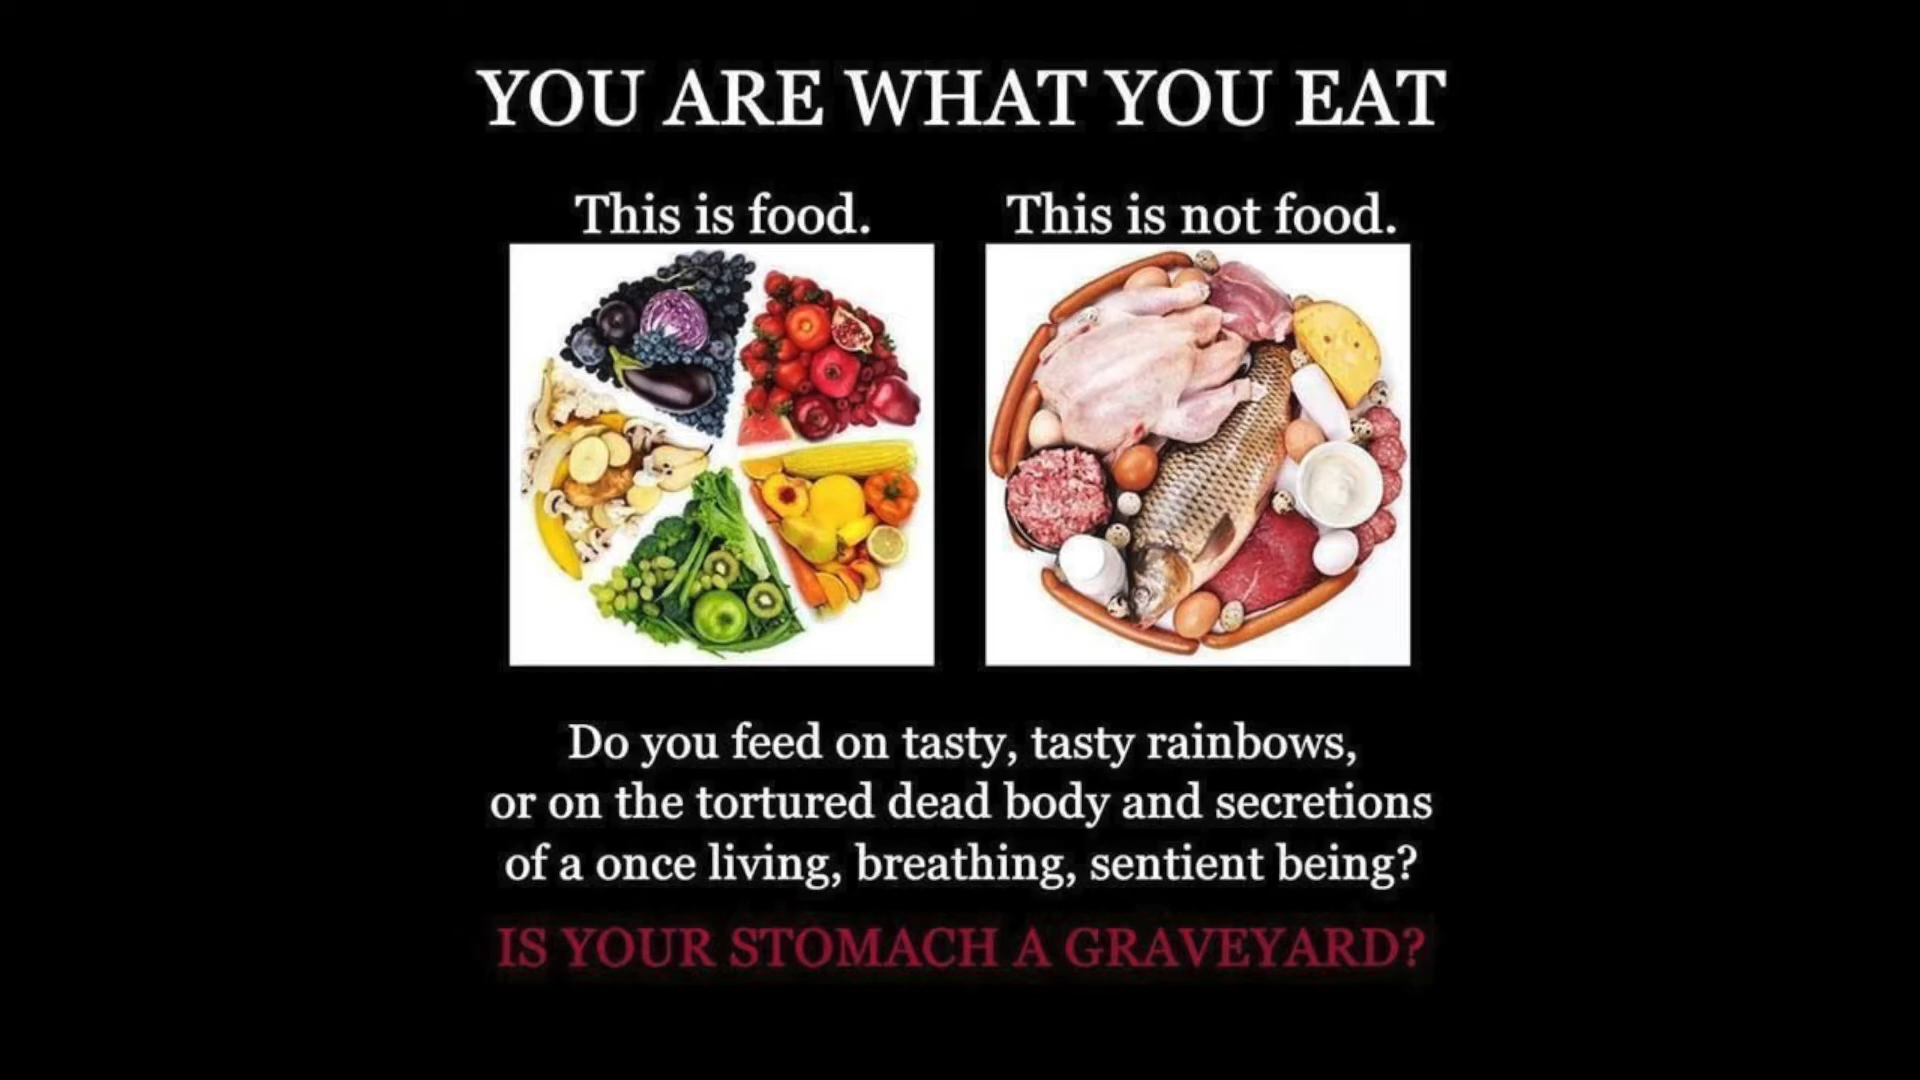 YOU ARE WHAT YOU EAT
This is food.
This is not food.
Do you feed on tasty, tasty rainbows,
or on the tortured dead body and secretions
of a once living, breathing, sentient being?
IS YOUR STOMACH A GRAVEYARD?